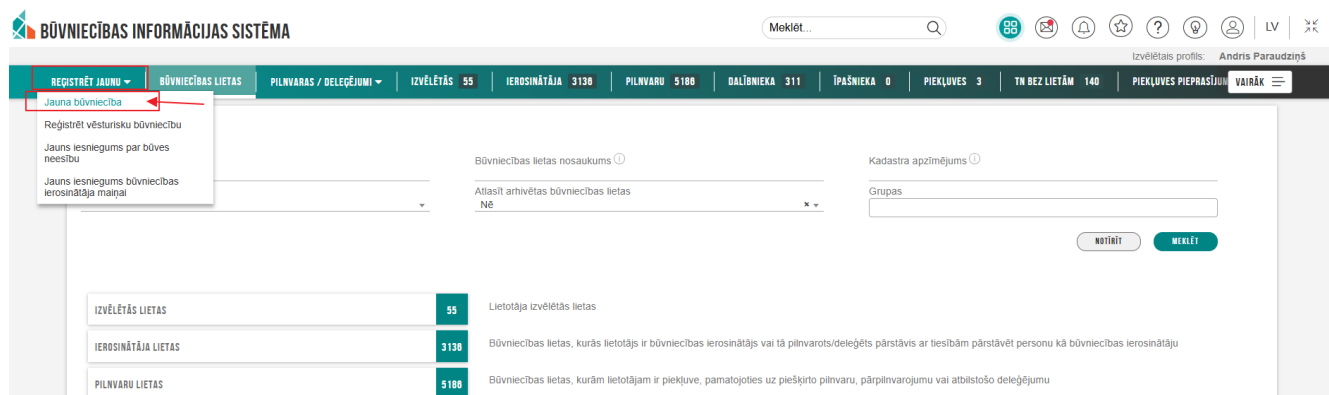 BŪVNIECĪBAS INFORMĀCIJAS SISTĒMA
Meklēt...
LV
Izvēlētais profils: Andris Paraudziņš
REĢISTRĒT JAUNU
BŪVNIECĪBAS LIETAS
PILNVARAS / DELEĢĒJUMI
IZVĒLĒTĀS 55
IEROSINĀTĀJA 3138
PILNVARU 5186
DALĪBNIEKA 311
ĪPAŠNIEKA 0
PIEKĻUVES 3
TN BEZ LIETĀM 140
PIEKĻUVES PIEPRASĪJUM
VAIRĀK
Jauna būvniecība
Reģistrēt vēsturisku būvniecību
Jauns iesniegums par būves
neesību
Jauns iesniegums būvniecības
ierosinātāja maiņai
Būvniecības lietas nosaukums
Kadastra apzīmējums
Atlasīt arhivētas būvniecības lietas
Nē
Grupas
NOTĪRĪT
MEKLĒT
IZVĒLĒTĀS LIETAS
55
Lietotāja izvēlētās lietas
IEROSINĀTĀJA LIETAS
3138
Būvniecības lietas, kurās lietotājs ir būvniecības ierosinātājs vai tā pilnvarots/deleģēts pārstāvis ar tiesībām pārstāvēt personu kā būvniecības ierosinātāju
PILNVARU LIETAS
5186
Būvniecības lietas, kurām lietotājam ir piekļuve, pamatojoties uz piešķirto pilnvaru, pārpilnvarojumu vai atbilstošo deleģējumu